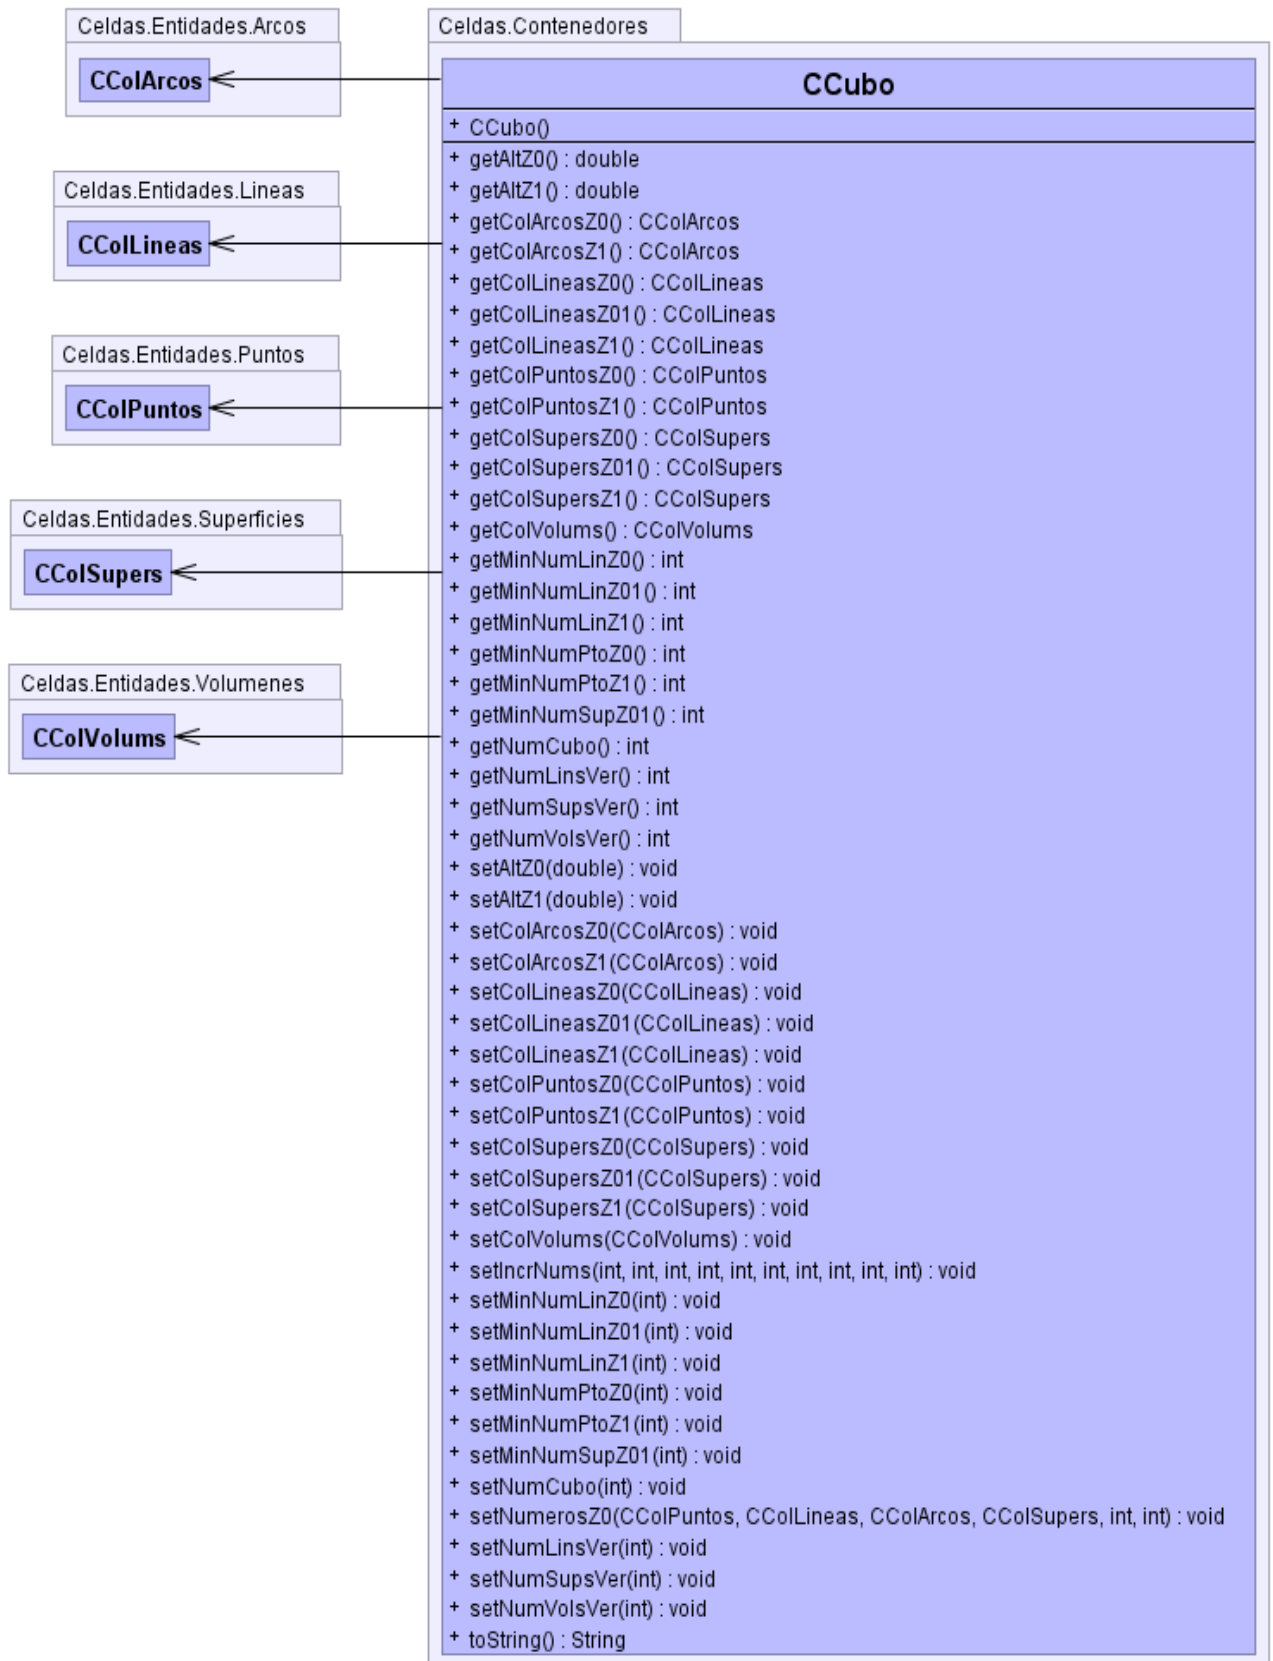 Celdas.Entidades.Arcos
CColArcos
Celdas.Entidades.Lineas
CColLineas
Celdas.Entidades.Puntos
CColPuntos
Celdas.Entidades.Superficies
CColSupers
Celdas.Entidades.Volumenes
CColVolums
Celdas.Contenedores
CCubo
+ CCubo()
+ getAltZ0() : double
+ getAltZ1() : double
+ getColArcosZ0() : CColArcos
+ getColArcosZ1() : CColArcos
+ getColLineasZ0() : CColLineas
+ getColLineasZ01() : CColLineas
+ getColLineasZ1() : CColLineas
+ getColPuntosZ0() : CColPuntos
+ getColPuntosZ1() : CColPuntos
+ getColSupersZ0() : CColSupers
+ getColSupersZ01() : CColSupers
+ getColSupersZ1() : CColSupers
+ getColVolums() : CColVolums
+ getMinNumLinZ0() : int
+ getMinNumLinZ01() : int
+ getMinNumLinZ1() : int
+ getMinNumPtoZ0() : int
+ getMinNumPtoZ1() : int
+ getMinNumSupZ01() : int
+ getNumCubo() : int
+ getNumLinsVer() : int
+ getNumSupsVer() : int
+ getNumVolsVer() : int
+ setAltZ0(double) : void
+ setAltZ1(double) : void
+ setColArcosZ0(CColArcos) : void
+ setColArcosZ1(CColArcos) : void
+ setColLineasZ0(CColLineas) : void
+ setColLineasZ01(CColLineas) : void
+ setColLineasZ1(CColLineas) : void
+ setColPuntosZ0(CColPuntos) : void
+ setColPuntosZ1(CColPuntos) : void
+ setColSupersZ0(CColSupers) : void
+ setColSupersZ01(CColSupers) : void
+ setColSupersZ1(CColSupers) : void
+ setColVolums(CColVolums) : void
+ setIncrNums(int, int, int, int, int, int, int, int, int, int) : void
+ setMinNumLinZ0(int) : void
+ setMinNumLinZ01(int) : void
+ setMinNumLinZ1(int) : void
+ setMinNumPtoZ0(int) : void
+ setMinNumPtoZ1(int) : void
+ setMinNumSupZ01(int) : void
+ setNumCubo(int) : void
+ setNumerosZ0(CColPuntos, CColLineas, CColArcos, CColSupers, int, int) : void
+ setNumLinsVer(int) : void
+ setNumSupsVer(int) : void
+ setNumVolsVer(int) : void
+ toString() : String